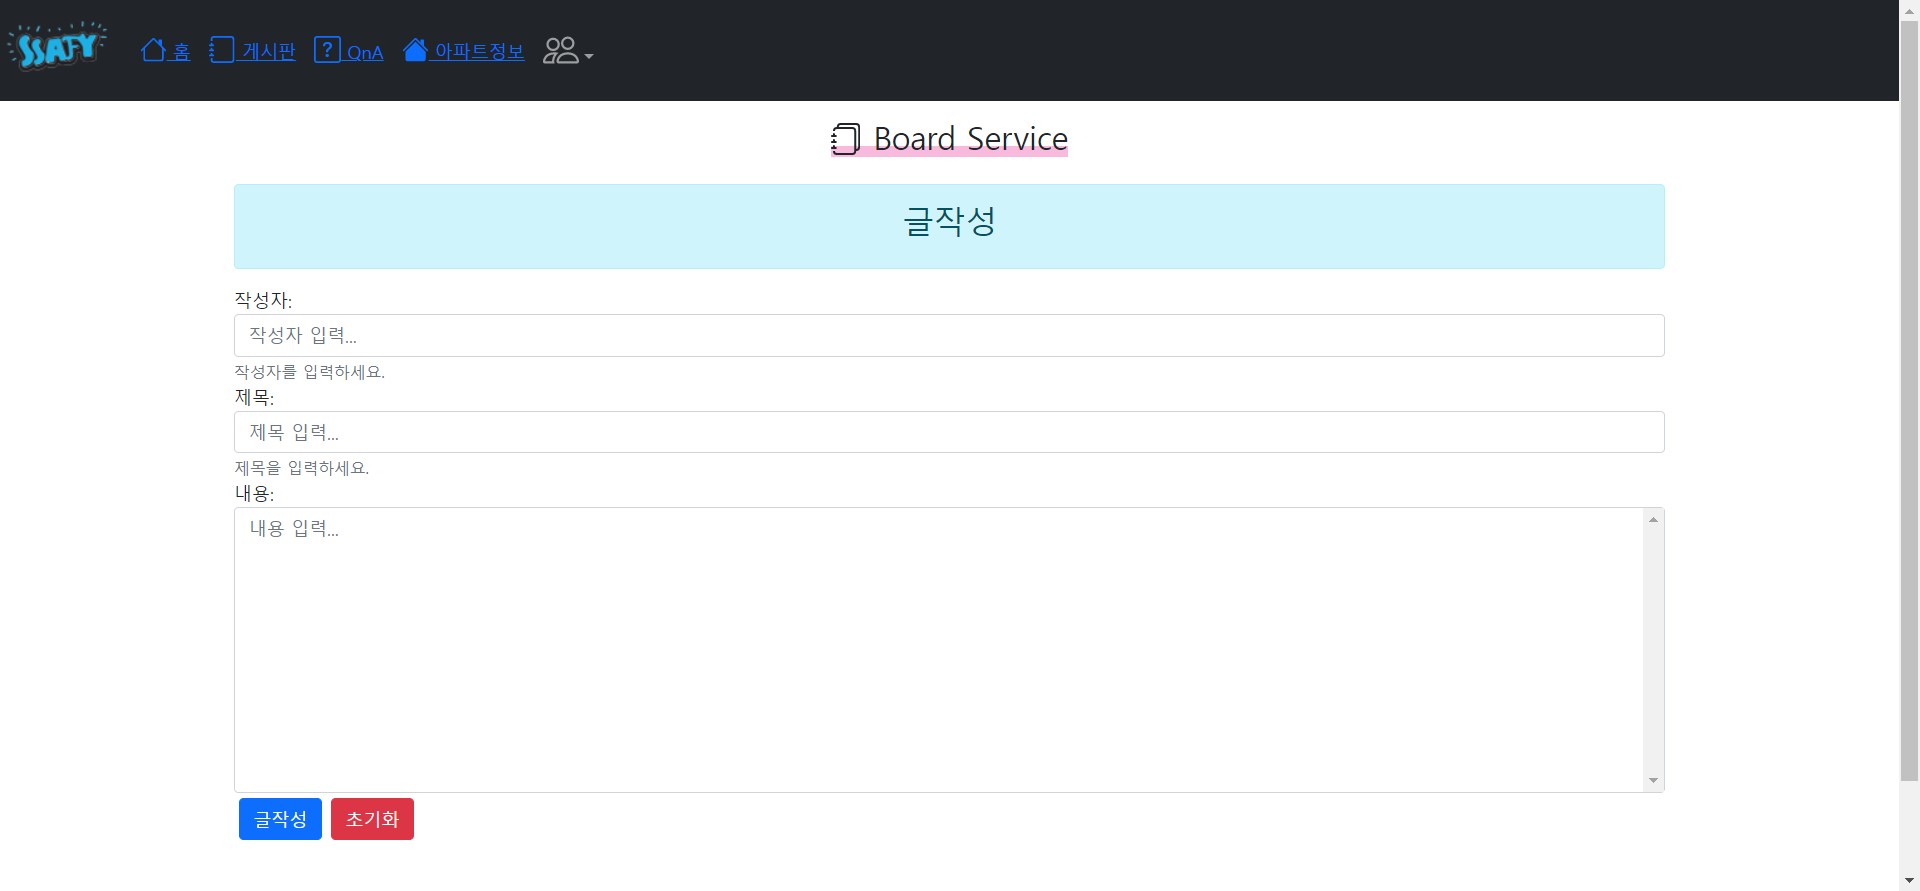 SSAFY 홈 게시판 ? QnA 아파트정보
Board Service
글작성
작성자:
작성자 입력...
작성자를 입력하세요.
제목:
제목 입력...
제목을 입력하세요.
내용:
내용 입력...
글작성 초기화